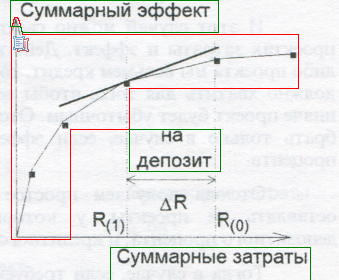 Суммарный эффект
на
депозит
ΔR
R(1) R(0)
Суммарные затраты